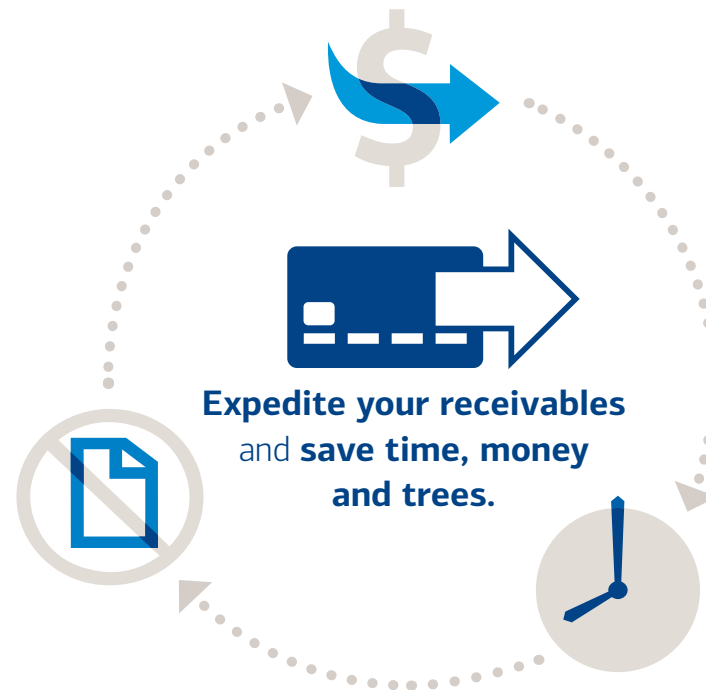 Expedite your receivables
and save time, money
and trees.